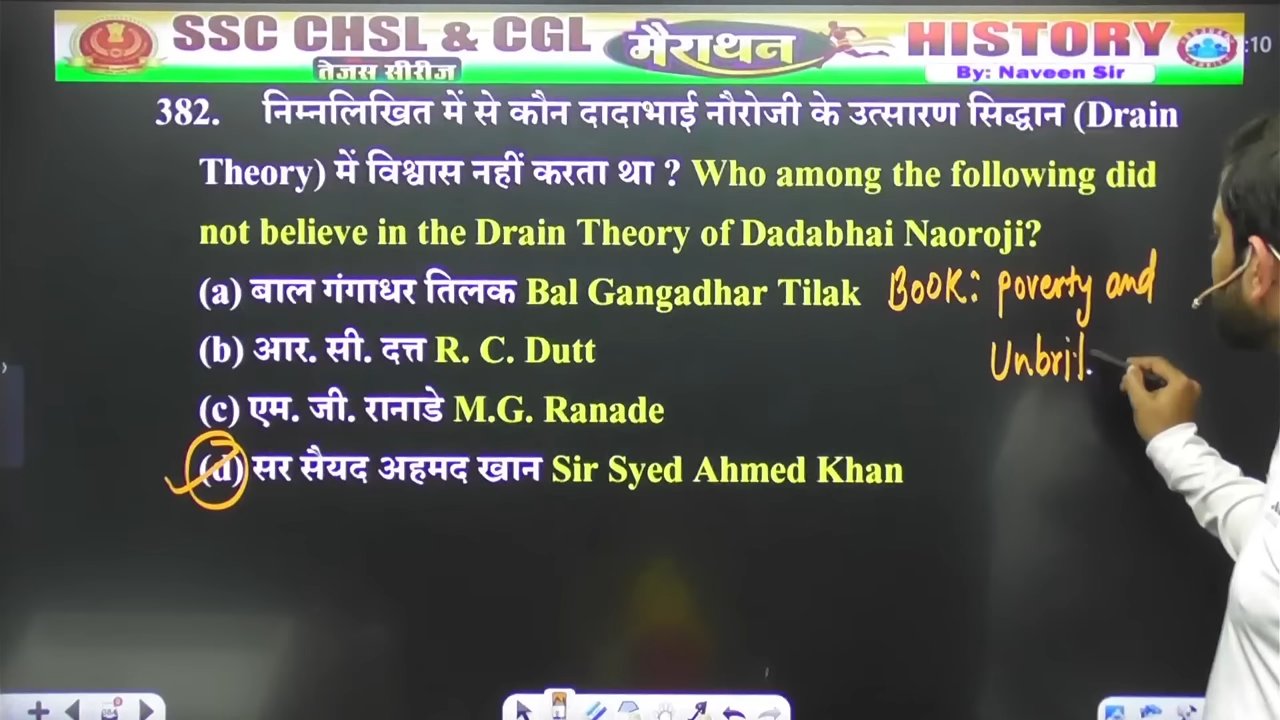 SSC CHSL & CGL
तेजस सीरीज
मैराथन
HISTORY
By: Naveen Sir
:10
382. निम्नलिखित में से कौन दादाभाई नौरोजी के उत्सारण सिद्धान (Drain
Theory) में विश्वास नहीं करता था ? Who among the following did
not believe in the Drain Theory of Dadabhai Naoroji?
(a) बाल गंगाधर तिलक Bal Gangadhar Tilak
BOOK: poverty and
Unbri
(b) आर. सी. दत्त R. C. Dutt
(c) एम. जी. रानाडे M.G. Ranade
(d) सर सैयद अहमद खान Sir Syed Ahmed Khan